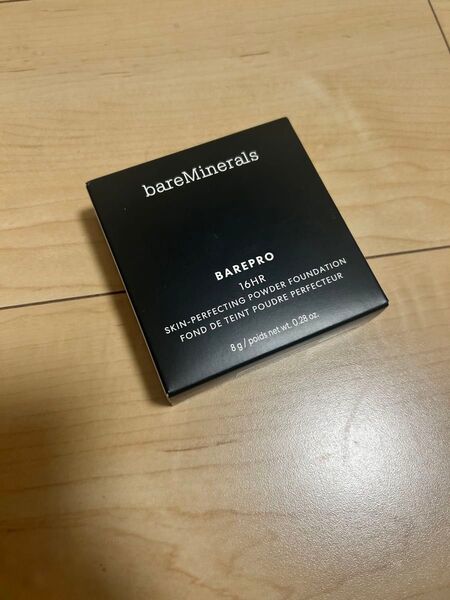 bareMinerals
BAREPRO
16HR
SKIN-PERFECTING POWDER FOUNDATION
FOND DE TEINT POUDRE PERFECTEUR
8 g / poids net wt. 0.28 oz.